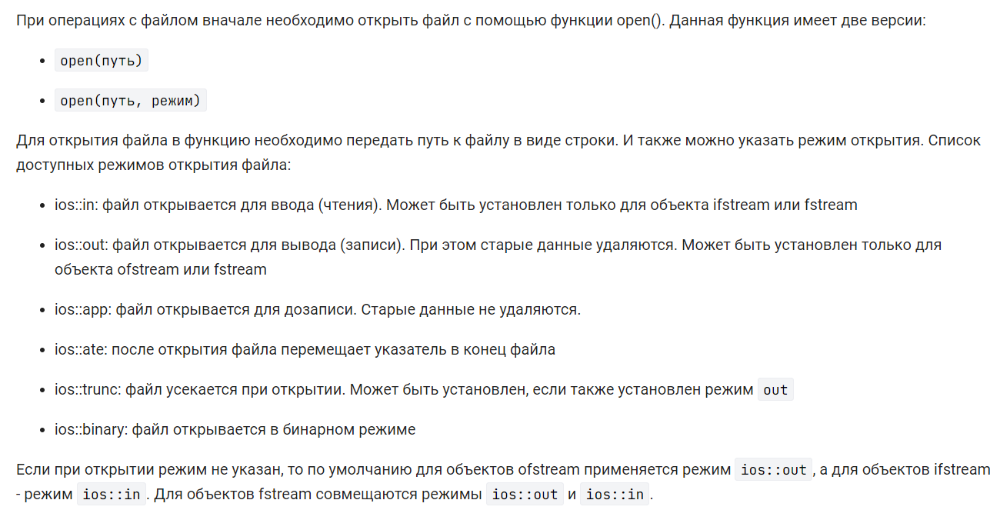 При операциях с файлом вначале необходимо открыть файл с помощью функции open(). Данная функция имеет две версии:
• open(путь)
• open(путь, режим)
Для открытия файла в функцию необходимо передать путь к файлу в виде строки. И также можно указать режим открытия. Список
доступных режимов открытия файла:
• ios::in: файл открывается для ввода (чтения). Может быть установлен только для объекта ifstream или fstream
• ios::out: файл открывается для вывода (записи). При этом старые данные удаляются. Может быть установлен только для
объекта ofstream или fstream
• ios::app: файл открывается для дозаписи. Старые данные не удаляются.
• ios::ate: после открытия файла перемещает указатель в конец файла
• ios::trunc: файл усекается при открытии. Может быть установлен, если также установлен режим out
• ios::binary: файл открывается в бинарном режиме
Если при открытии режим не указан, то по умолчанию для объектов ofstream применяется режим ios::out, а для объектов ifstream
- режим ios::in. Для объектов fstream совмещаются режимы ios::out и ios::in.